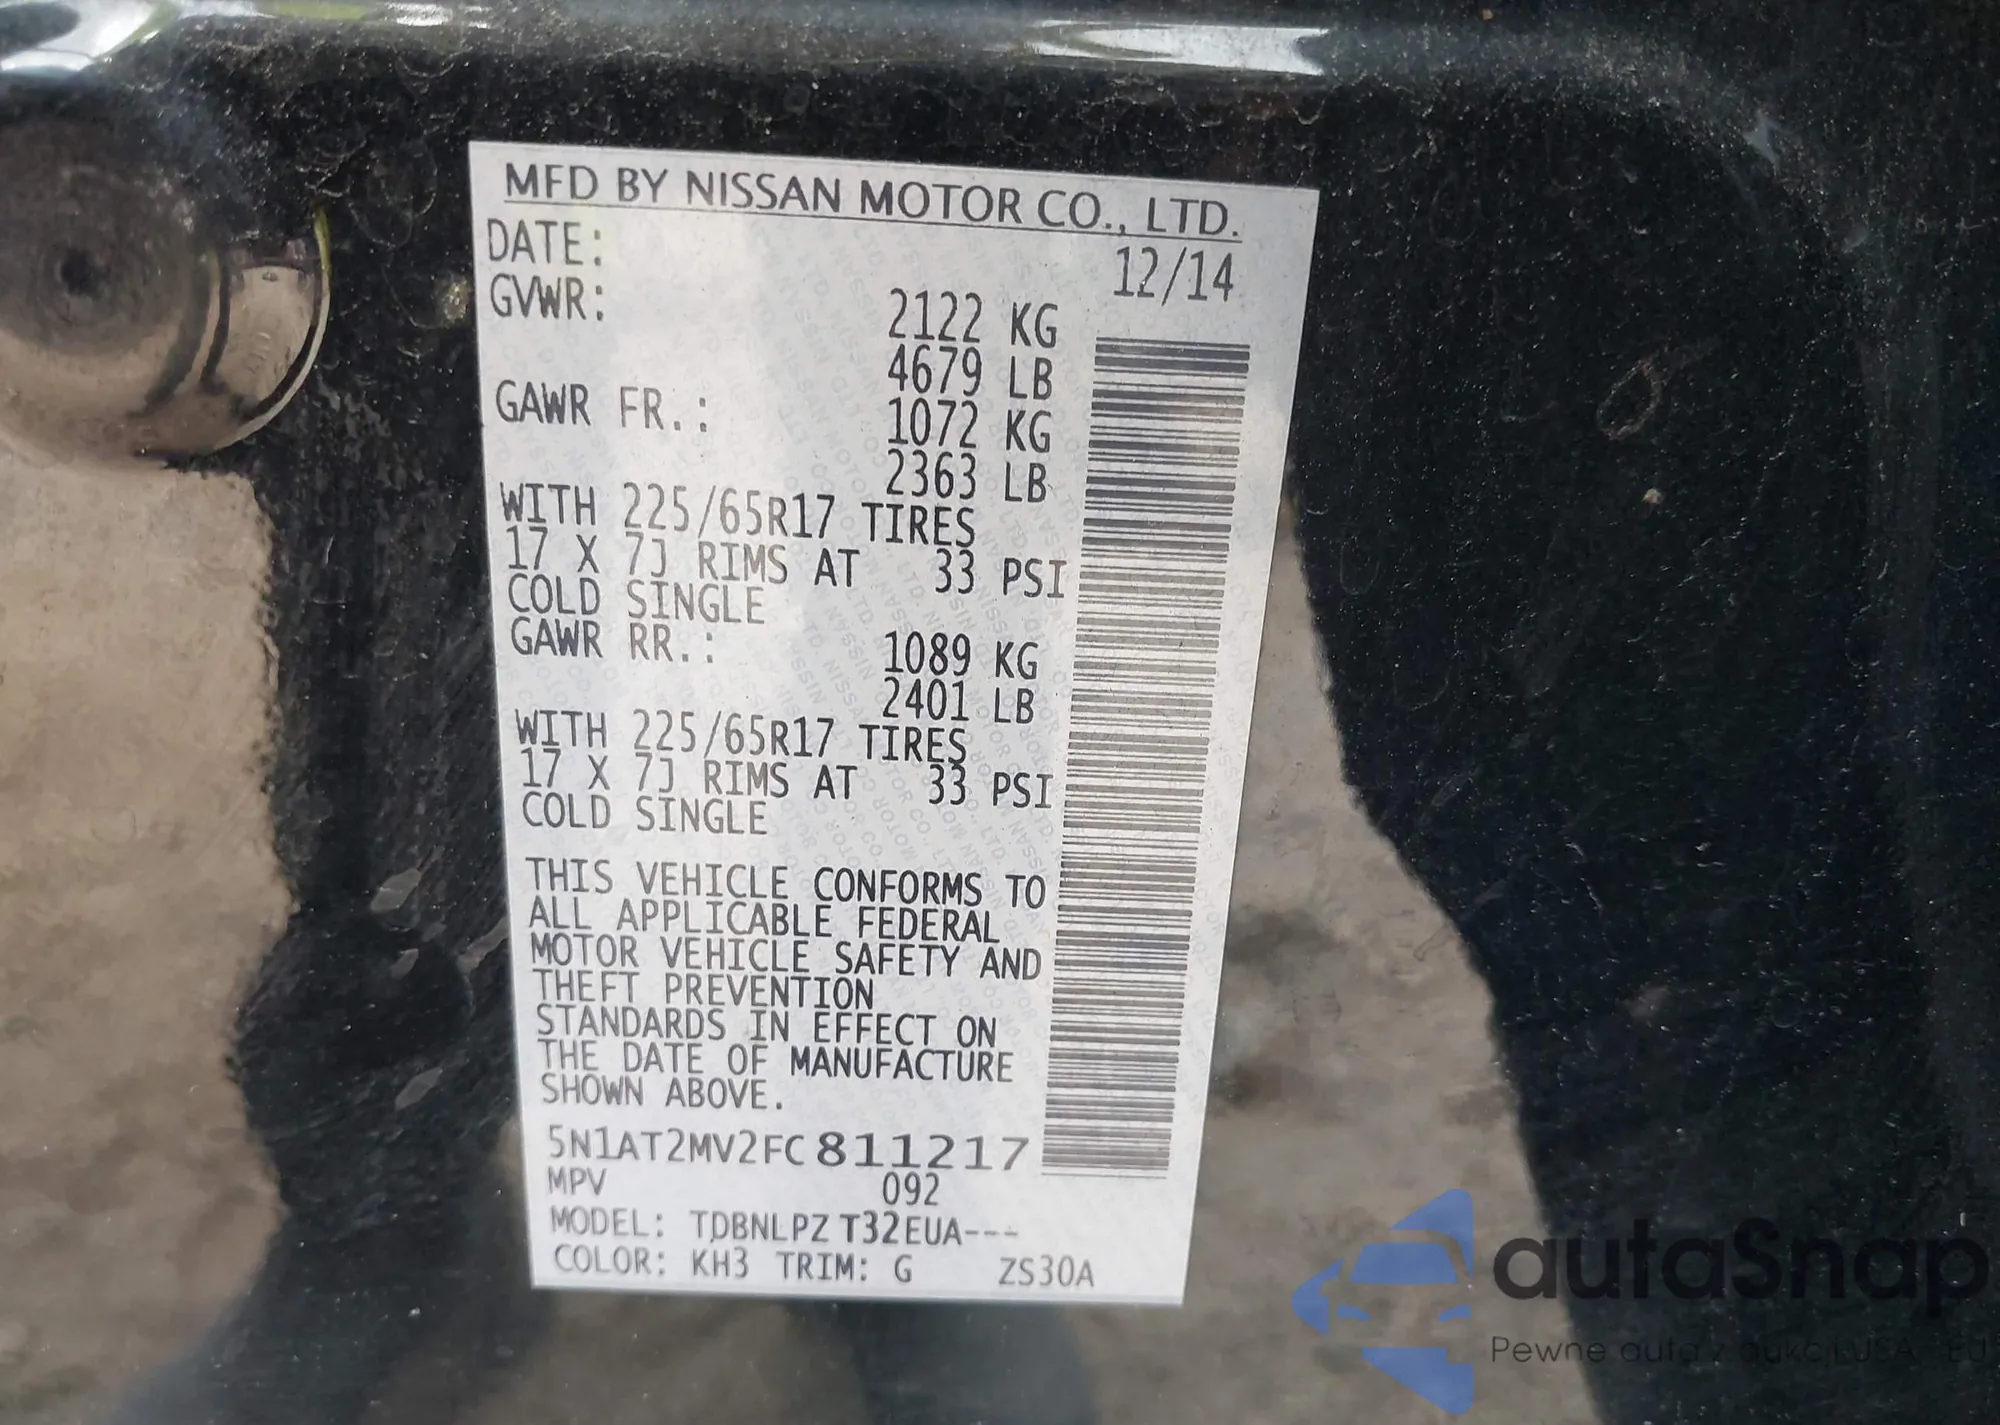 MFD BY NISSAN MOTOR CO., LTD.
DATE: 12/14
GVWR: 2122 KG
4679 LB
GAWR FR.: 1072 KG
2363 LB
WITH 225/65R17 TIRES
17 X 7J RIMS AT 33 PSI
COLD SINGLE
GAWR RR.: 1089 KG
2401 LB
WITH 225/65R17 TIRES
17 X 7J RIMS AT 33 PSI
COLD SINGLE
THIS VEHICLE CONFORMS TO
ALL APPLICABLE FEDERAL
MOTOR VEHICLE SAFETY AND
THEFT PREVENTION
STANDARDS IN EFFECT ON
THE DATE OF MANUFACTURE
SHOWN ABOVE.
5N1AT2MV2FC811217
MPV 092
MODEL: TDBNLPZ T32EUA---
COLOR: KH3 TRIM: G ZS30A
autaSnap
Pewne auta z aukcji USA